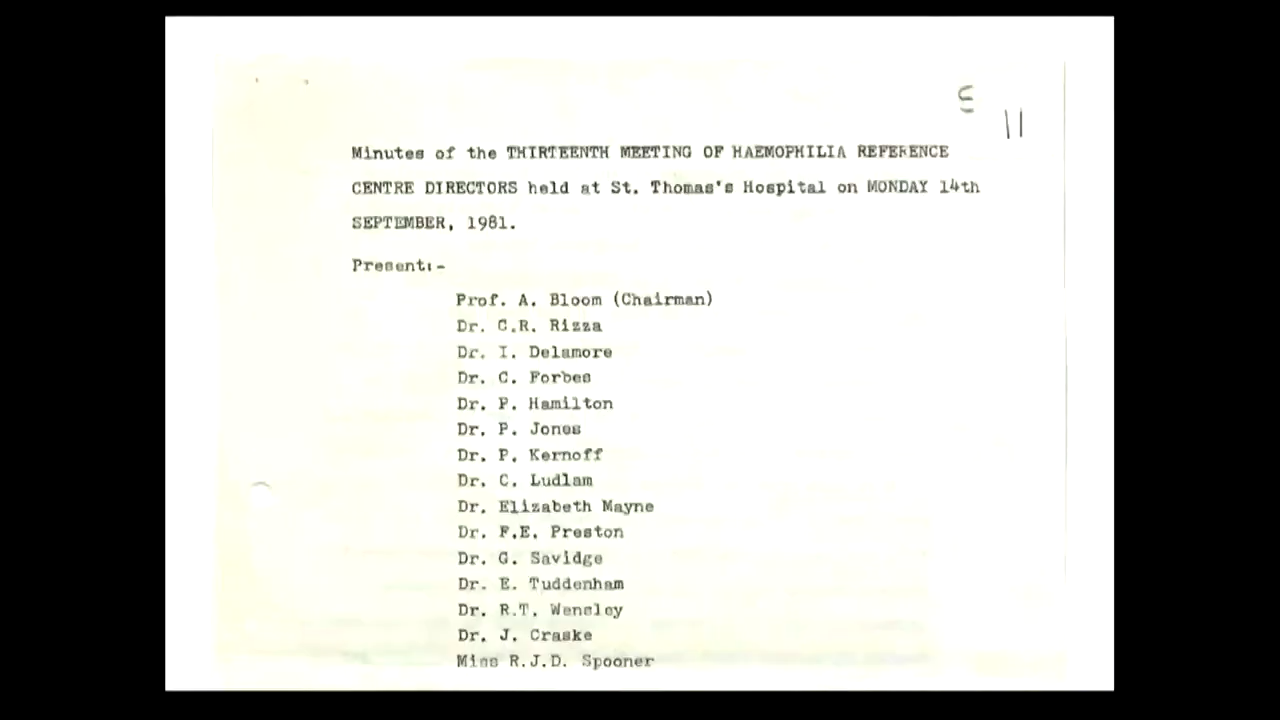 11
Minutes of the THIRTEENTH MEETING OF HAEMOPHILIA REFERENCE
CENTRE DIRECTORS held at St. Thomas's Hospital on MONDAY 14th
SEPTEMBER, 1981.
Present:-
Prof. A. Bloom (Chairman)
Dr. C.R. Rizza
Dr. I. Delamore
Dr. C. Forbes
Dr. P. Hamilton
Dr. P. Jones
Dr. P. Kernoff
Dr. C. Ludlam
Dr. Elizabeth Mayne
Dr. F.E. Preston
Dr. G. Savidge
Dr. E. Tuddenham
Dr. R.T. Wensley
Dr. J. Craske
Miss R.J.D. Spooner